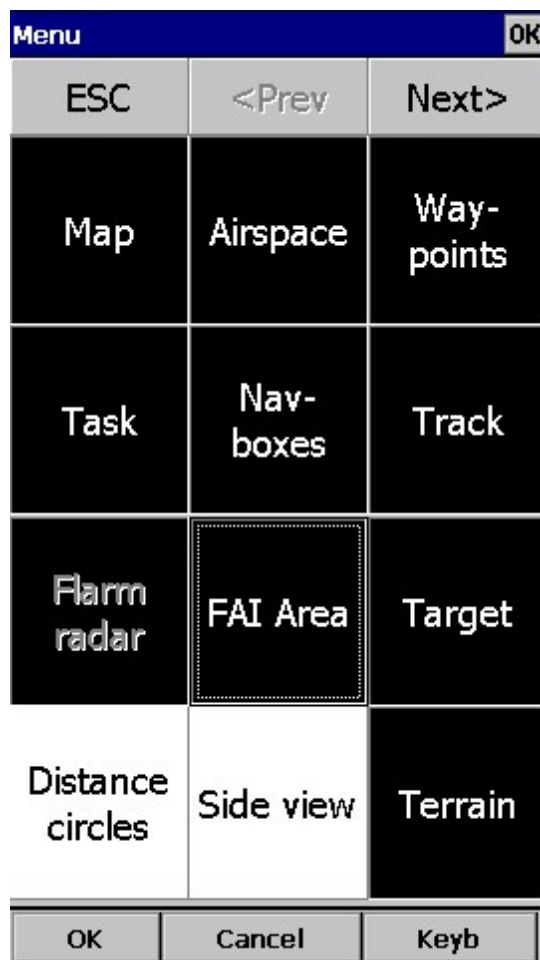 Menu OK
ESC <Prev Next>
Map Airspace Way-
points
Task Nav-
boxes Track
Flarm
radar FAI Area Target
Distance
circles Side view Terrain
OK Cancel Keyb